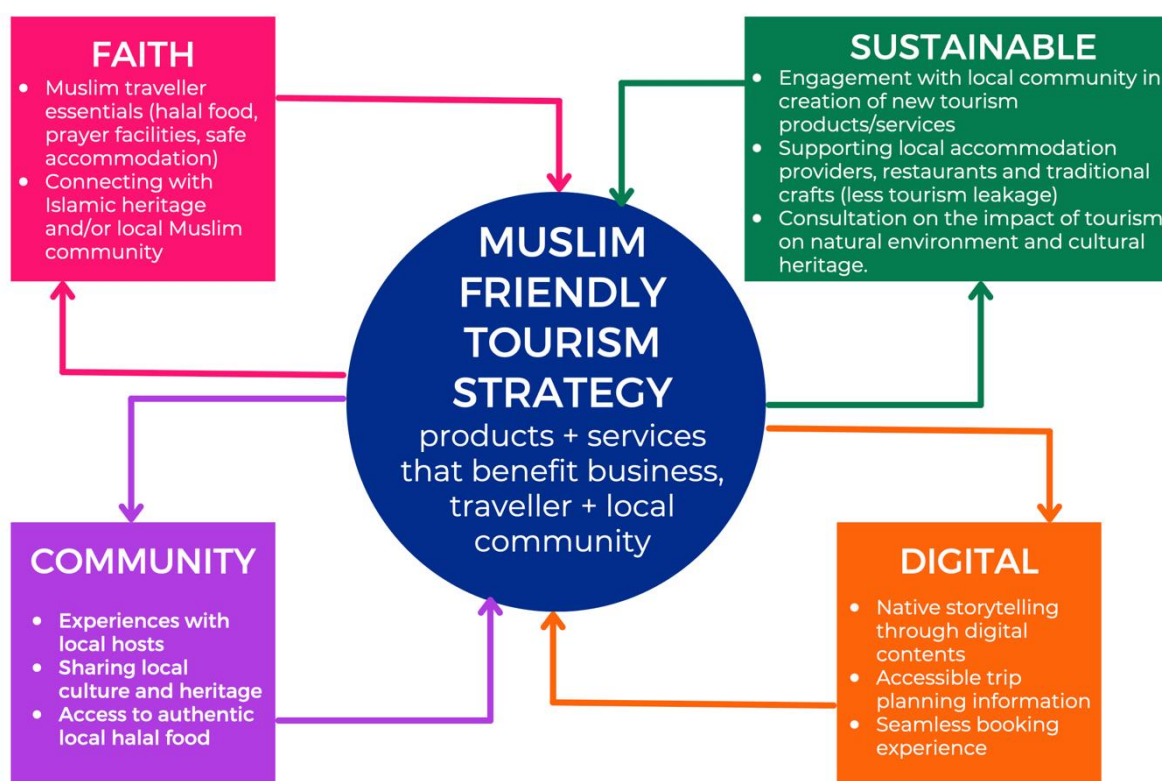 FAITH
• Muslim traveller
essentials (halal food,
prayer facilities, safe
accommodation)
• Connecting with
Islamic heritage
and/or local Muslim
community
SUSTAINABLE
• Engagement with local community in
creation of new tourism
products/services
• Supporting local accommodation
providers, restaurants and traditional
crafts (less tourism leakage)
• Consultation on the impact of tourism
on natural environment and cultural
heritage.
MUSLIM
FRIENDLY
TOURISM
STRATEGY
products + services
that benefit business,
traveller + local
community
COMMUNITY
• Experiences with
local hosts
• Sharing local
culture and heritage
• Access to authentic
local halal food
DIGITAL
• Native storytelling
through digital
contents
• Accessible trip
planning information
• Seamless booking
experience